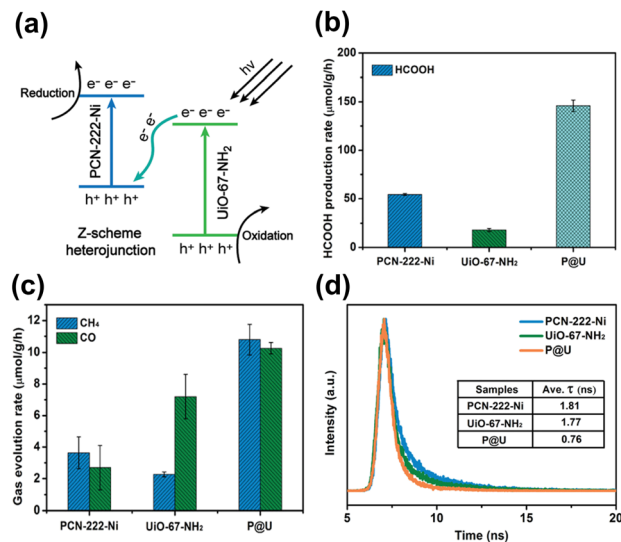 (a)
hν
Reduction
e⁻ e⁻ e⁻
e⁻ e⁻ e⁻
e⁻ e⁻
PCN-222-Ni
UiO-67-NH₂
h⁺ h⁺ h⁺
Z-scheme
heterojunction
h⁺ h⁺ h⁺
Oxidation
(b)
HCOOH production rate (μmol/g/h)
200
150
100
50
0
HCOOH
PCN-222-Ni UiO-67-NH₂ P@U
(c)
Gas evolution rate (μmol/g/h)
12
10
8
6
4
2
0
CH₄
CO
PCN-222-Ni UiO-67-NH₂ P@U
(d)
Intensity (a.u.)
PCN-222-Ni
UiO-67-NH₂
P@U
Samples Ave. τ (ns)
PCN-222-Ni 1.81
UiO-67-NH₂ 1.77
P@U 0.76
5 10 15 20
Time (ns)